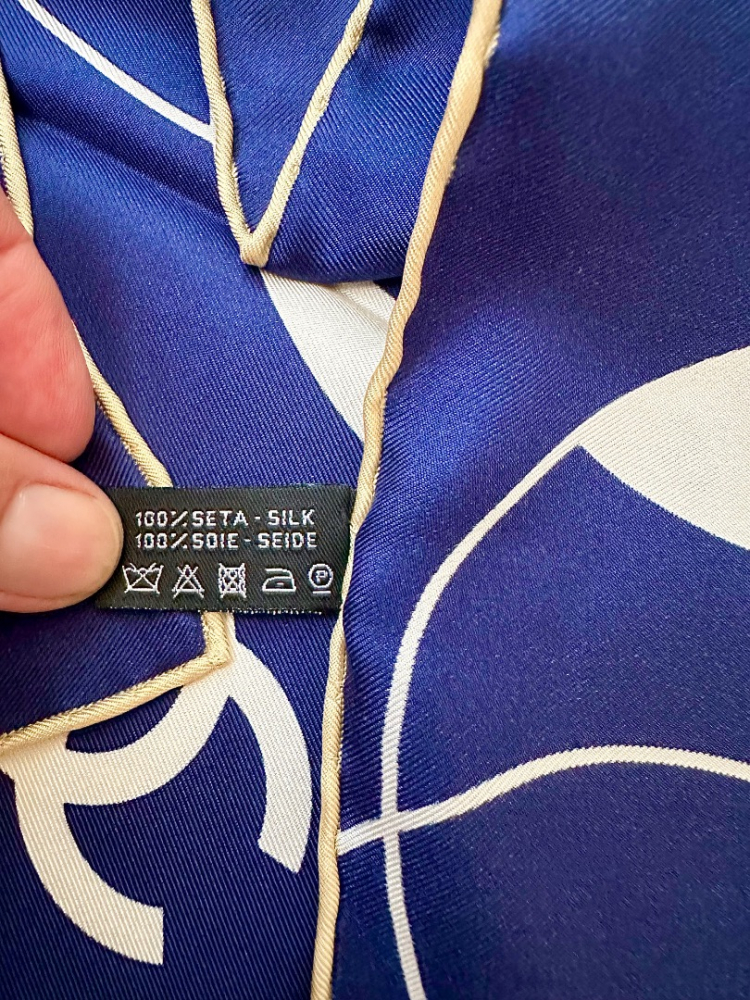 100% SETA - SILK
100% SOIE - SEIDE
P